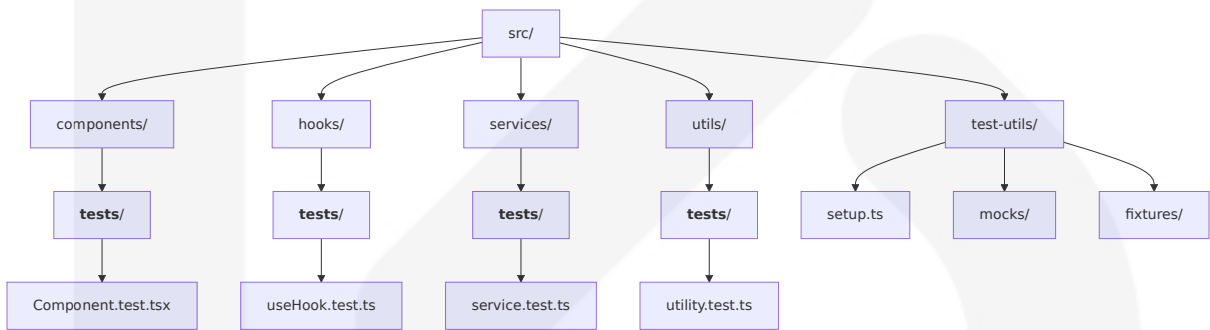 src/
components/
hooks/
services/
utils/
test-utils/
tests/
tests/
tests/
tests/
setup.ts
mocks/
fixtures/
Component.test.tsx
useHook.test.ts
service.test.ts
utility.test.ts